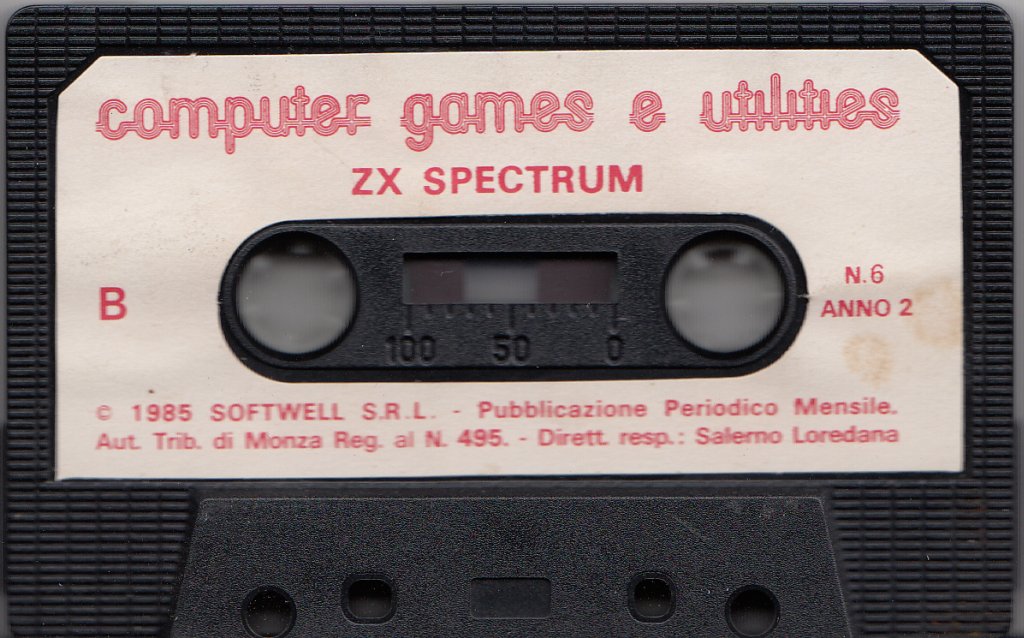 computer games e utilities
ZX SPECTRUM
B
N.6
ANNO 2
100 50 0
© 1985 SOFTWELL S.R.L. - Pubblicazione Periodico Mensile.
Aut. Trib. di Monza Reg. al N. 495. - Dirett. resp.: Salerno Loredana